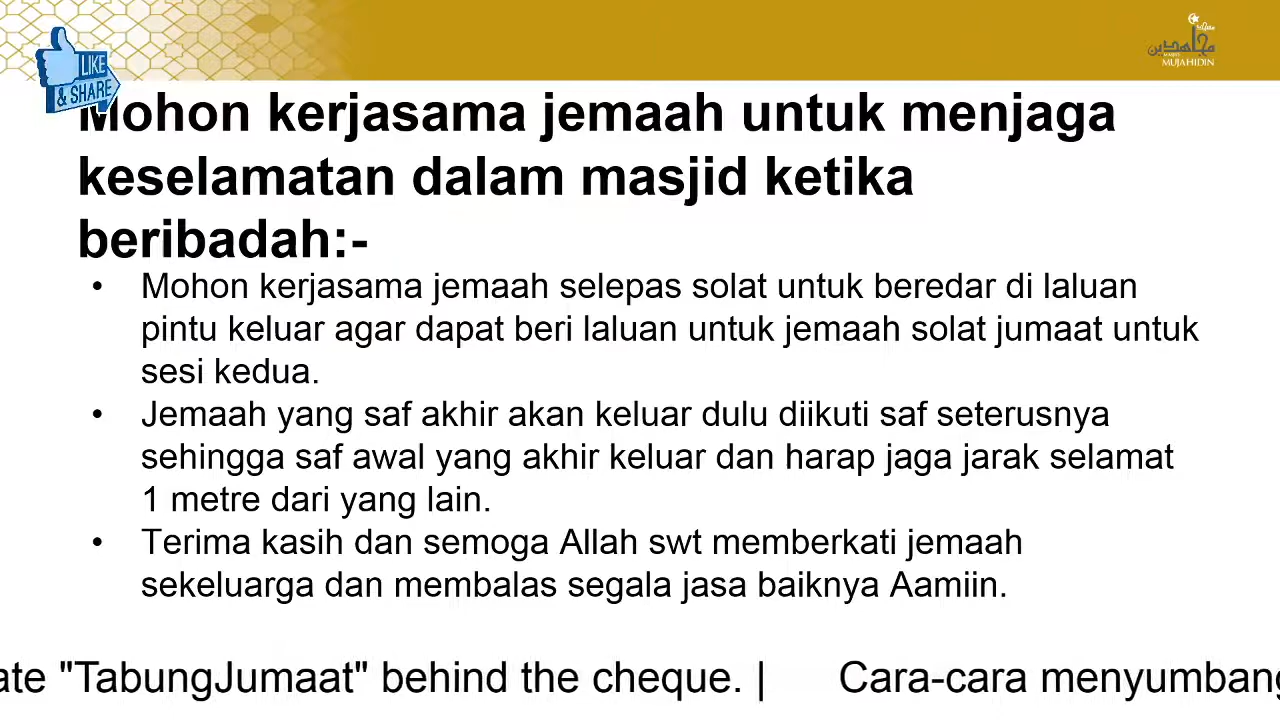 LIKE
& SHARE
مجاهدين
MASJID
MUJAHIDIN
Mohon kerjasama jemaah untuk menjaga
keselamatan dalam masjid ketika
beribadah:-
• Mohon kerjasama jemaah selepas solat untuk beredar di laluan
pintu keluar agar dapat beri laluan untuk jemaah solat jumaat untuk
sesi kedua.
• Jemaah yang saf akhir akan keluar dulu diikuti saf seterusnya
sehingga saf awal yang akhir keluar dan harap jaga jarak selamat
1 metre dari yang lain.
• Terima kasih dan semoga Allah swt memberkati jemaah
sekeluarga dan membalas segala jasa baiknya Aamiin.
ate "TabungJumaat" behind the cheque. | Cara-cara menyumbang